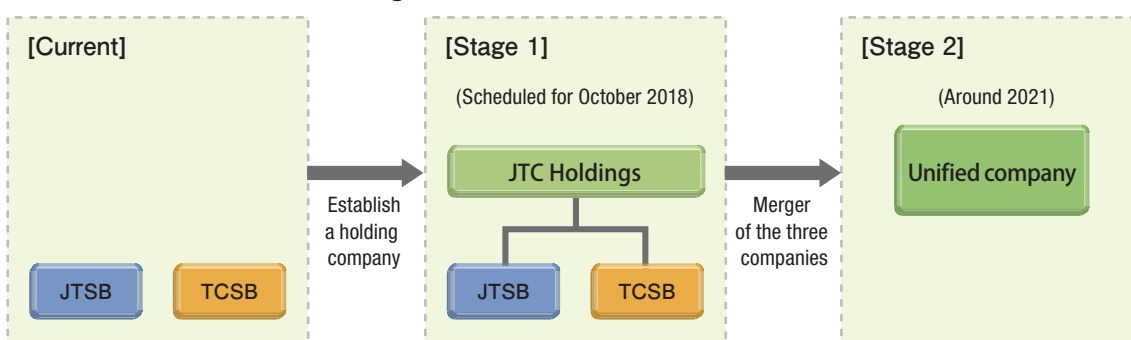 [Current]
JTSB
TCSB
Establish
a holding
company
[Stage 1]
(Scheduled for October 2018)
JTC Holdings
JTSB
TCSB
Merger
of the three
companies
[Stage 2]
(Around 2021)
Unified company